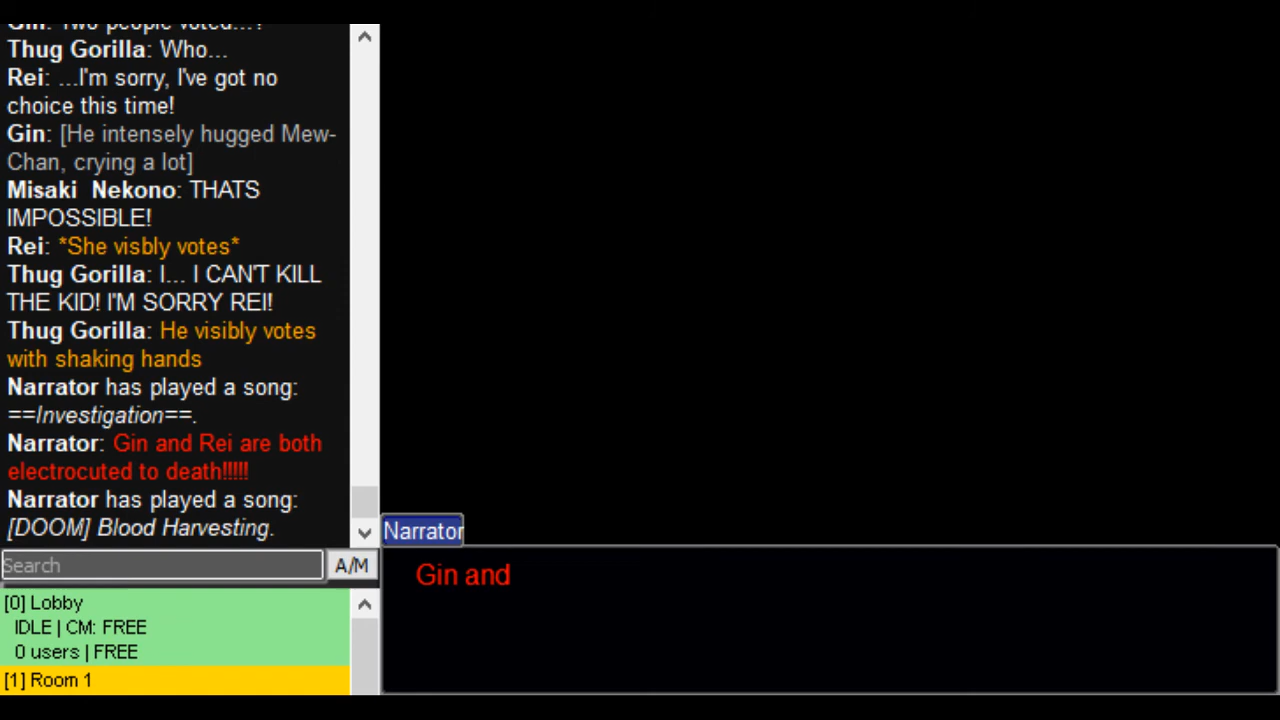 Gin: Two people voted...?
Thug Gorilla: Who...
Rei: ...I'm sorry, I've got no
choice this time!
Gin: [He intensely hugged Mew-
Chan, crying a lot]
Misaki  Nekono: THATS
IMPOSSIBLE!
Rei: *She visbly votes*
Thug Gorilla: I... I CAN'T KILL
THE KID! I'M SORRY REI!
Thug Gorilla: He visibly votes
with shaking hands
Narrator has played a song:
==Investigation==.
Narrator: Gin and Rei are both
electrocuted to death!!!!!
Narrator has played a song:
[DOOM] Blood Harvesting.
Search
A/M
[0] Lobby
IDLE | CM: FREE
0 users | FREE
[1] Room 1
Narrator
Gin and